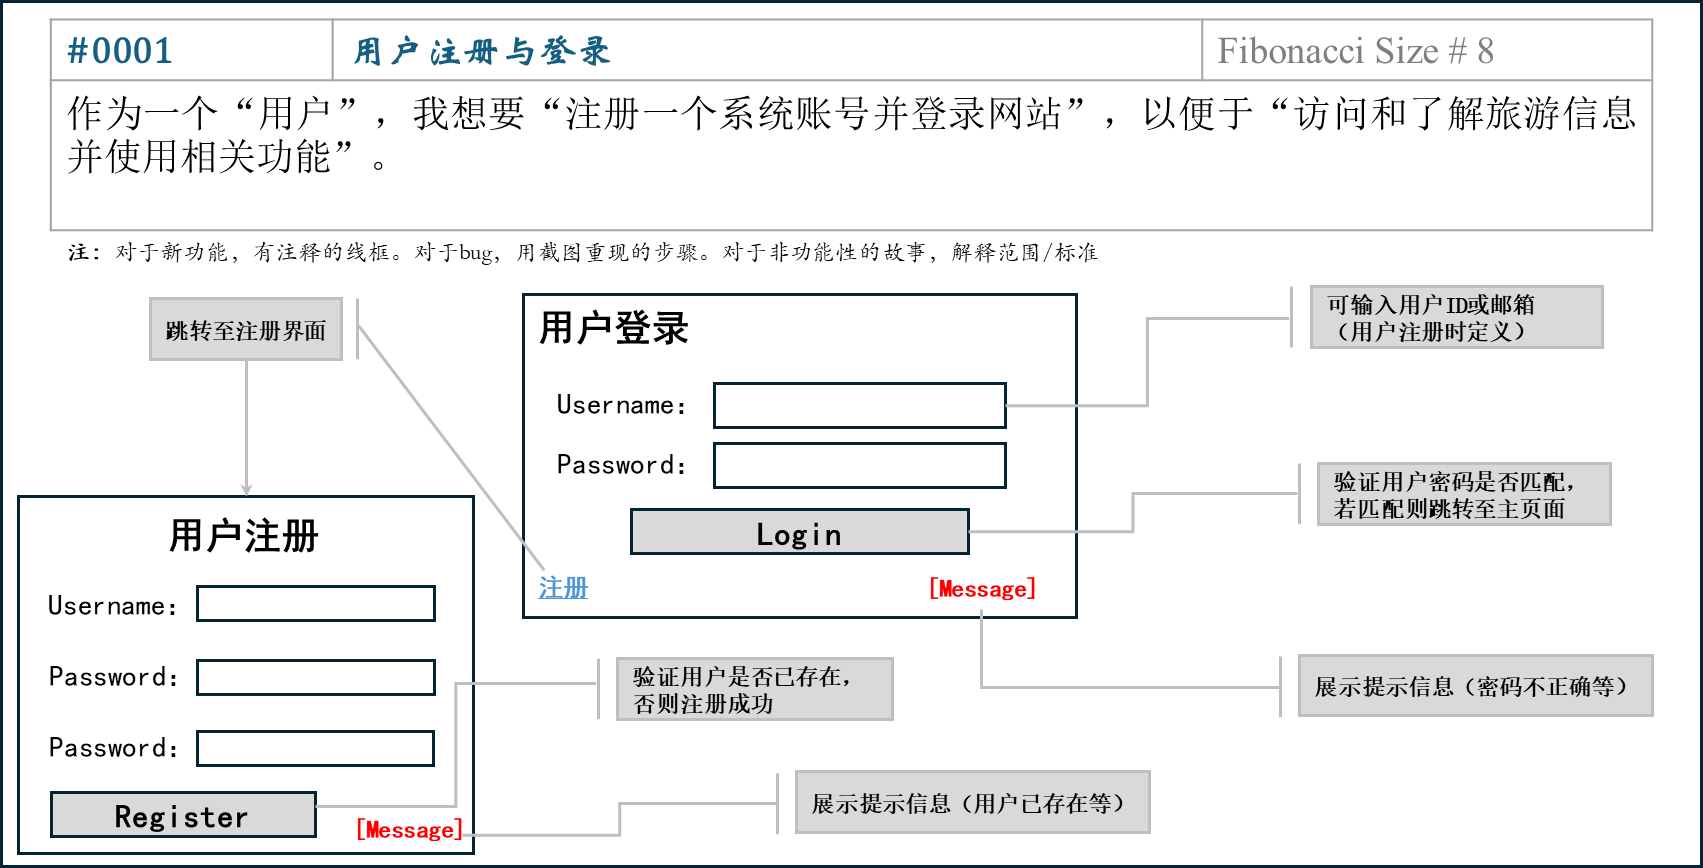 #0001
用户注册与登录
Fibonacci Size # 8
作为一个“用户”，我想要“注册一个系统账号并登录网站”，以便于“访问和了解旅游信息
并使用相关功能”。
注：对于新功能，有注释的线框。对于bug，用截图重现的步骤。对于非功能性的故事，解释范围/标准
跳转至注册界面
用户登录
Username:
Password:
Login
注册
[Message]
可输入用户ID或邮箱
（用户注册时定义）
验证用户密码是否匹配，
若匹配则跳转至主页面
展示提示信息（密码不正确等）
用户注册
Username:
Password:
Password:
Register
[Message]
验证用户是否已存在，
否则注册成功
展示提示信息（用户已存在等）